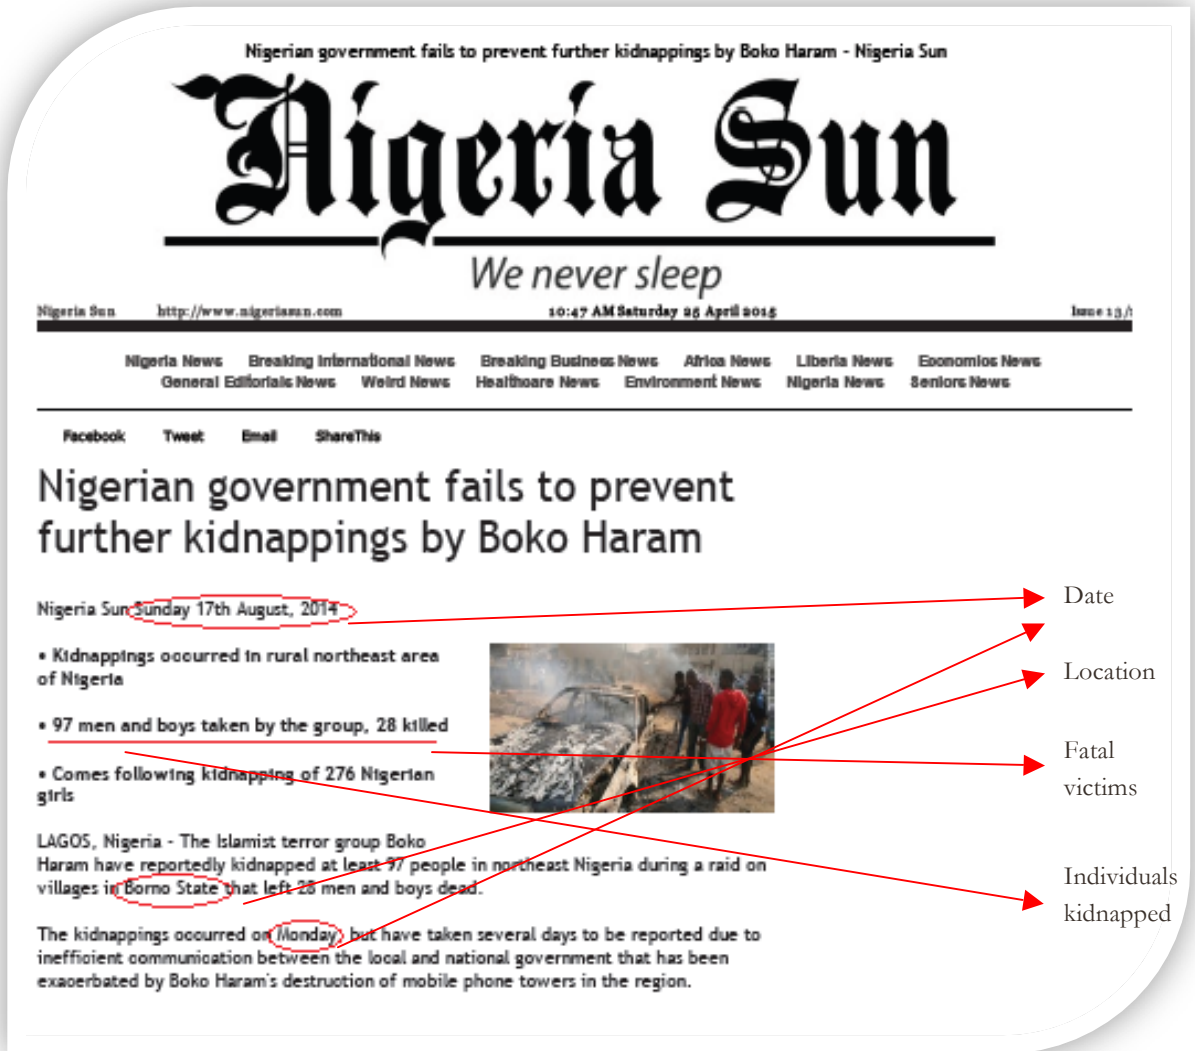 Nigerian government fails to prevent further kidnappings by Boko Haram - Nigeria Sun
Nigeria Sun
We never sleep
Nigeria Sun http://www.nigeriasun.com 10:47 AM Saturday 25 April 2015 Issue 13/1
Nigeria News Breaking International News Breaking Business News Africa News Liberia News Economics News
General Editorials News Weird News Healthcare News Environment News Nigeria News Seniors News
Facebook Tweet Email ShareThis
Nigerian government fails to prevent
further kidnappings by Boko Haram
Nigeria Sun Sunday 17th August, 2014
• Kidnappings occurred in rural northeast area
of Nigeria
• 97 men and boys taken by the group, 28 killed
• Comes following kidnapping of 276 Nigerian
girls
LAGOS, Nigeria - The Islamist terror group Boko
Haram have reportedly kidnapped at least 97 people in northeast Nigeria during a raid on
villages in Borno State that left 28 men and boys dead.
The kidnappings occurred on Monday, but have taken several days to be reported due to
inefficient communication between the local and national government that has been
exacerbated by Boko Haram's destruction of mobile phone towers in the region.
Date
Location
Fatal
victims
Individuals
kidnapped